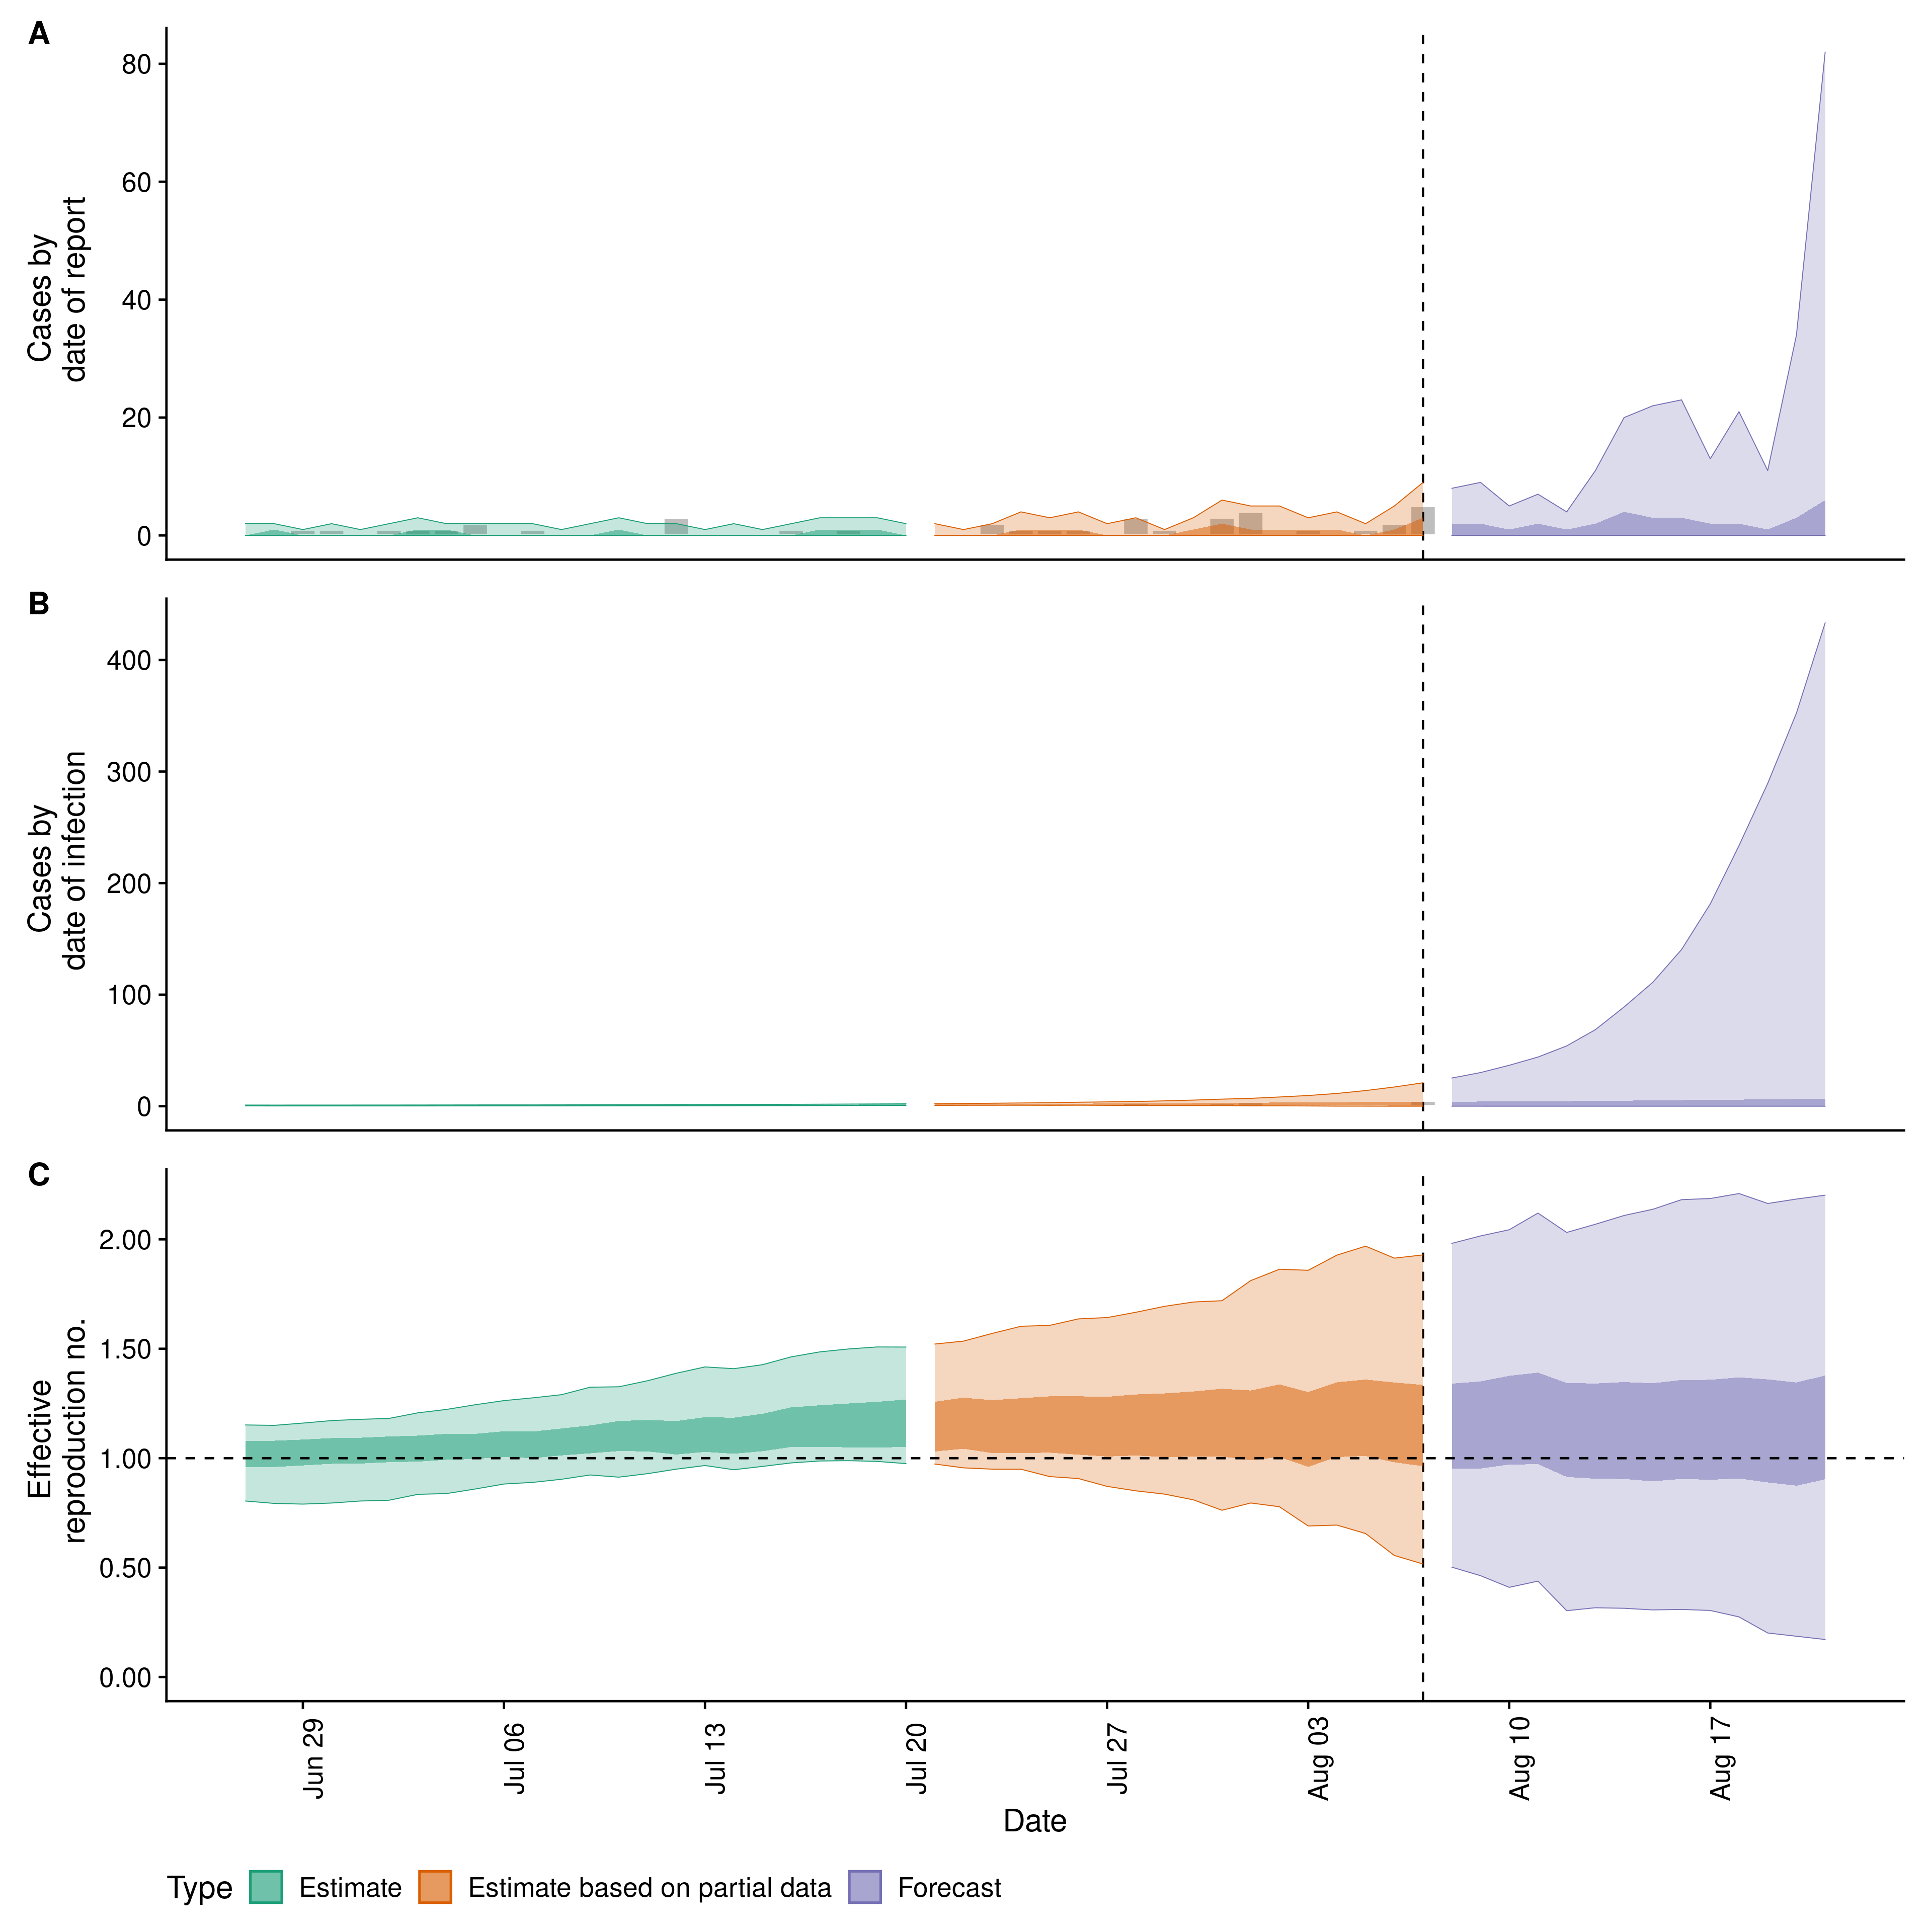 A
80
60
40
20
0
Cases by
date of report
B
400
300
200
100
0
Cases by
date of infection
C
2.00
1.50
1.00
0.50
0.00
Effective
reproduction no.
Jun 29
Jul 06
Jul 13
Jul 20
Jul 27
Aug 03
Aug 10
Aug 17
Date
Type Estimate Estimate based on partial data Forecast